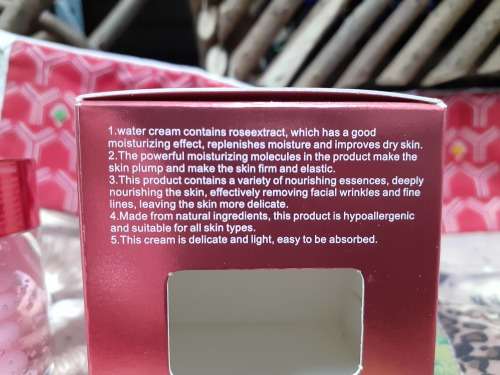 1.water cream contains roseextract, which has a good
moisturizing effect, replenishes moisture and improves dry skin.
2.The powerful moisturizing molecules in the product make the
skin plump and make the skin firm and elastic.
3.This product contains a variety of nourishing essences, deeply
nourishing the skin, effectively removing facial wrinkles and fine
lines, leaving the skin more delicate.
4.Made from natural ingredients, this product is hypoallergenic
and suitable for all skin types.
5.This cream is delicate and light, easy to be absorbed.